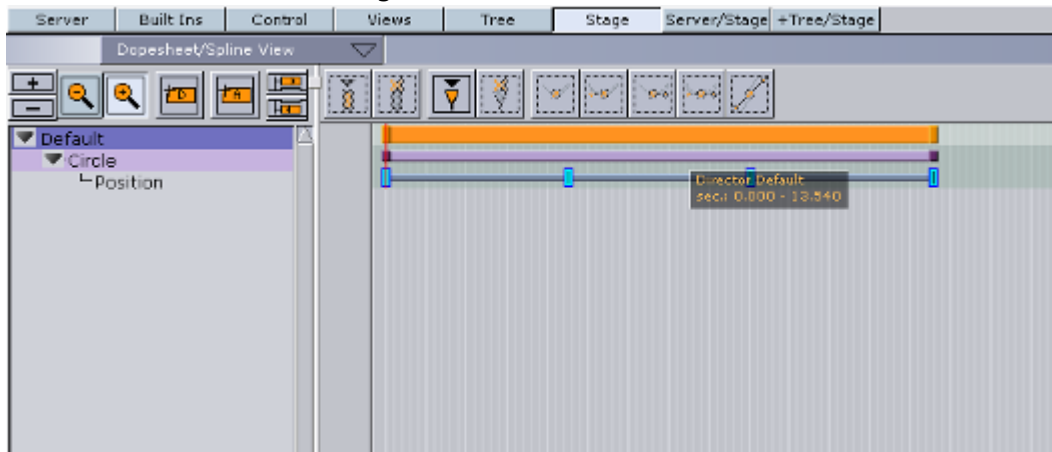 Server Built Ins Control Views Tree Stage Server/Stage +Tree/Stage
Dopesheet/Spline View
Default
Circle
Position
Director Default
sec.: 0.000 - 13.540